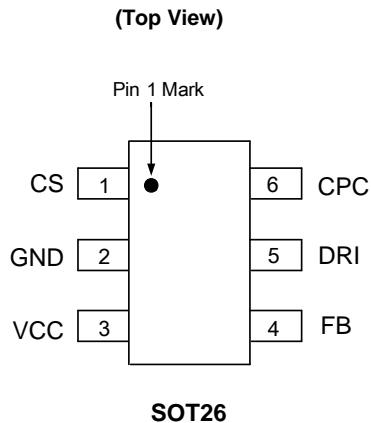 (Top View)
Pin 1 Mark
CS 1 6 CPC
GND 2 5 DRI
VCC 3 4 FB
SOT26